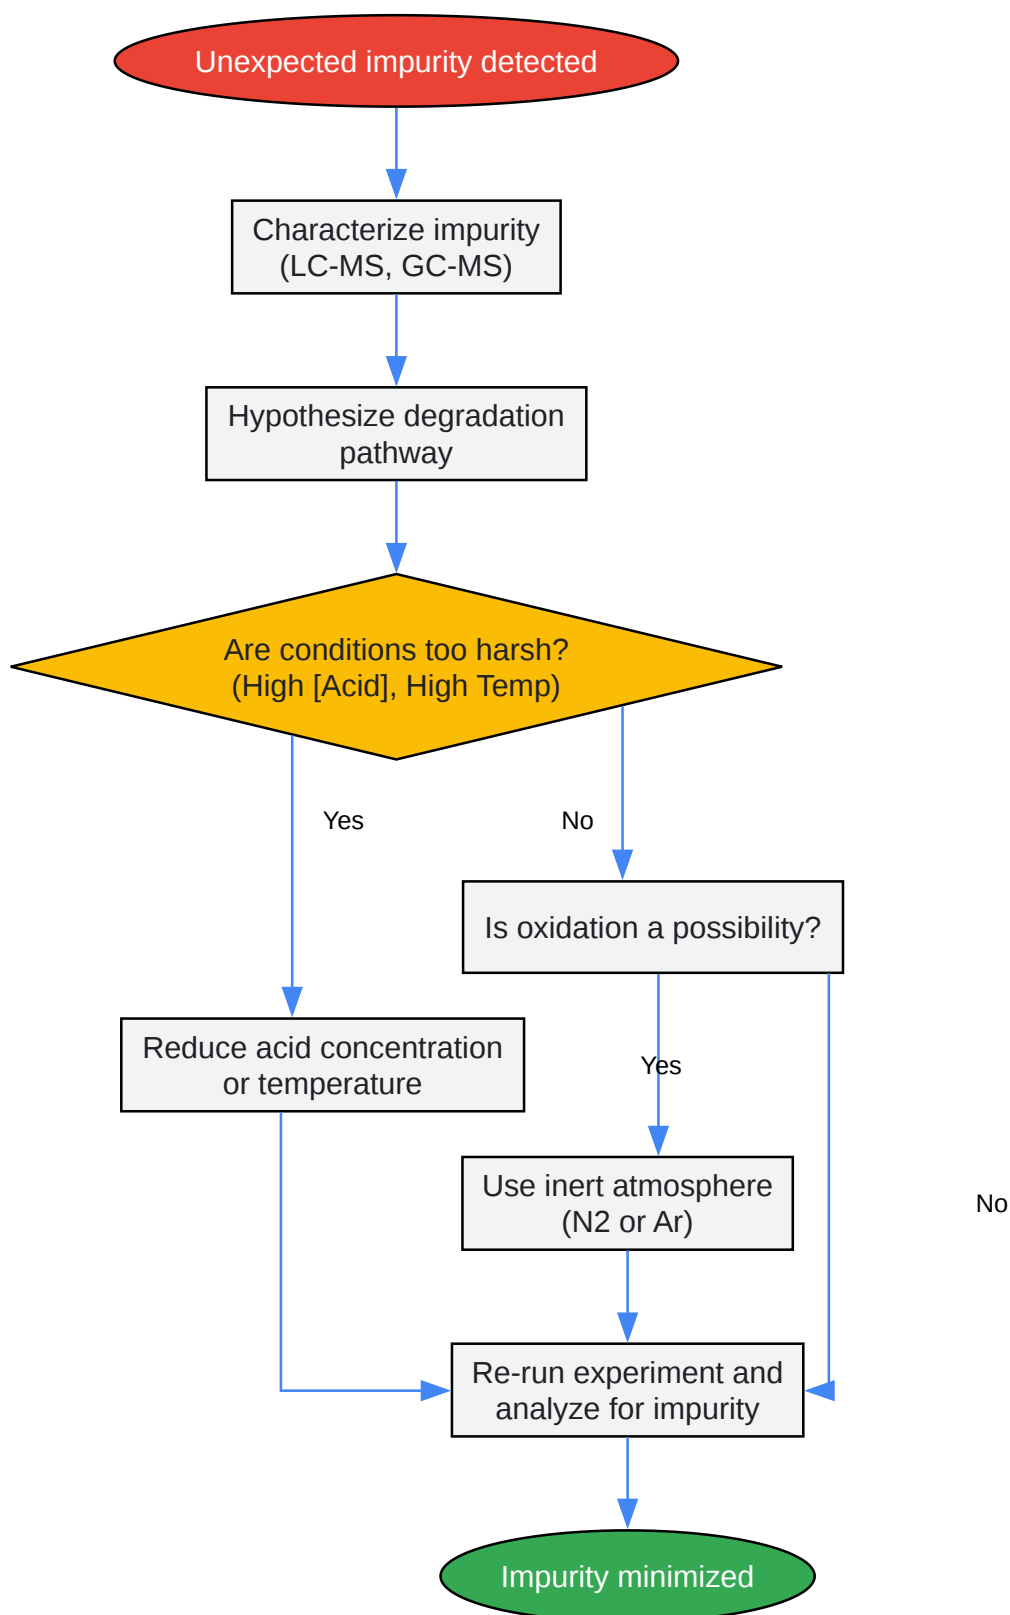 Unexpected impurity detected
Characterize impurity
(LC-MS, GC-MS)
Hypothesize degradation
pathway
Are conditions too harsh?
(High [Acid], High Temp)
Yes
No
Is oxidation a possibility?
Reduce acid concentration
or temperature
Yes
Use inert atmosphere
(N2 or Ar)
No
Re-run experiment and
analyze for impurity
Impurity minimized